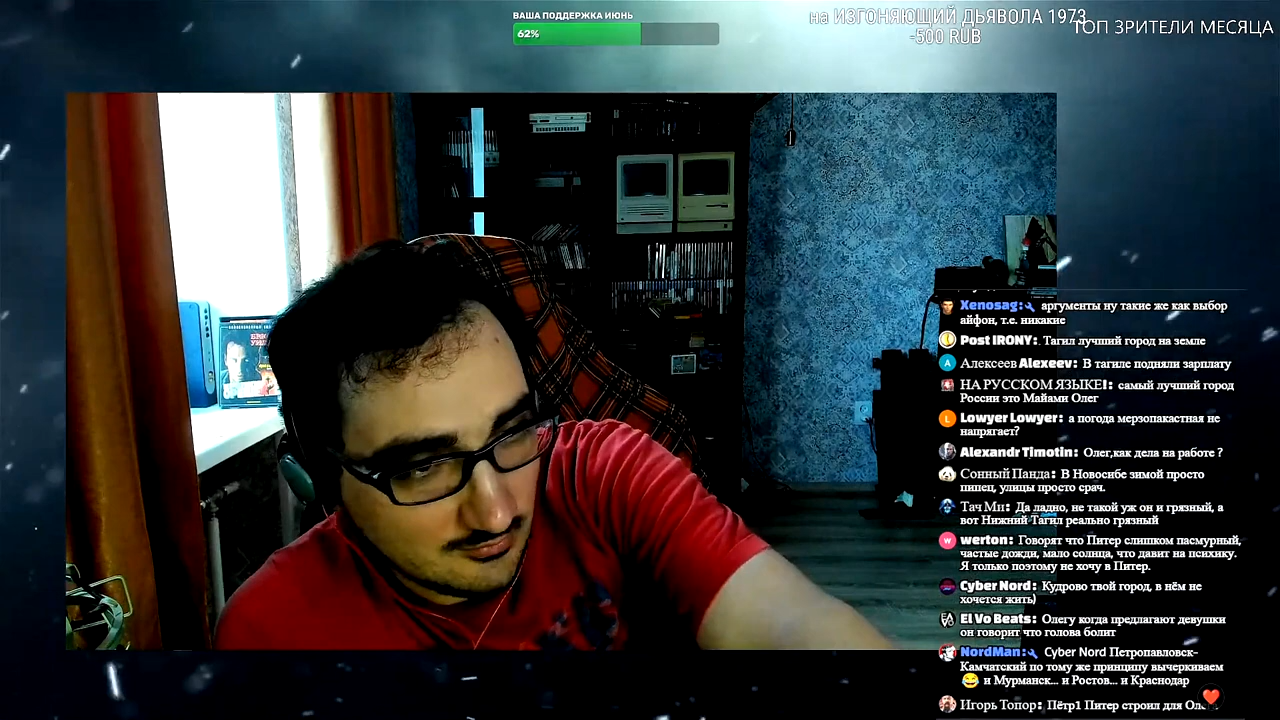 ВАША ПОДДЕРЖКА ИЮНЬ
62%
на ИЗГОНЯЮЩИЙ ДЬЯВОЛА 1973
-500 RUB
ТОП ЗРИТЕЛИ МЕСЯЦА
Xenosag: аргументы ну такие же как выбор
айфон, т.е. никакие
Post IRONY: Тагил лучший город на земле
A Алексеев Alexeev: В тагиле подняли зарплату
НА РУССКОМ ЯЗЫКЕ!: самый лучший город
России это Майами Олег
L Lowyer Lowyer: а погода мерзопакастная не
напрягает?
Alexandr Timotin: Олег,как дела на работе ?
Сонный Панда: В Новосибе зимой просто
пипец, улицы просто срач.
Тач Ми: Да ладно, не такой уж он и грязный, а
вот Нижний Тагил реально грязный
W werton: Говорят что Питер слишком пасмурный,
частые дожди, мало солнца, что давит на психику.
Я только поэтому не хочу в Питер.
Cyber Nord: Кудрово твой город, в нём не
хочется жить)
El Vo Beats: Олегу когда предлагают девушки
он говорит что голова болит
NordMan: Cyber Nord Петропавловск-
Камчатский по тому же принципу вычеркиваем
😂 и Мурманск... и Ростов... и Краснодар
Игорь Топор: Пётр1 Питер строил для